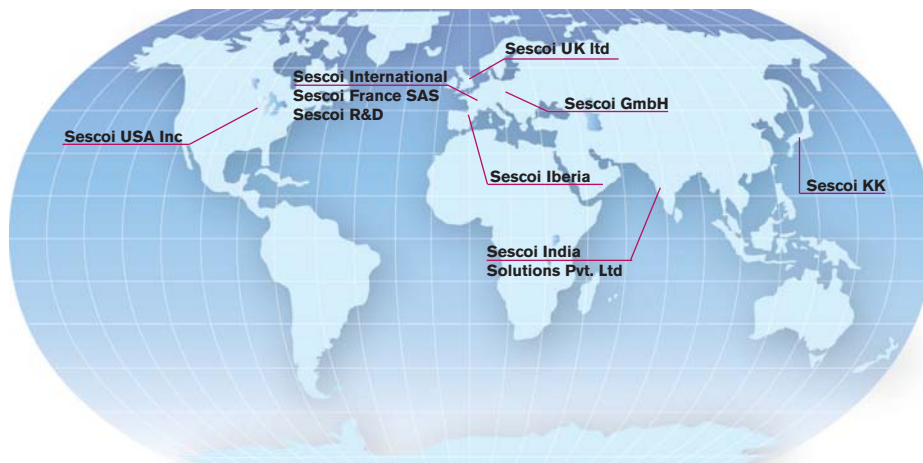 Sescoi UK ltd
Sescoi International
Sescoi France SAS
Sescoi R&D
Sescoi GmbH
Sescoi USA Inc
Sescoi Iberia
Sescoi KK
Sescoi India
Solutions Pvt. Ltd